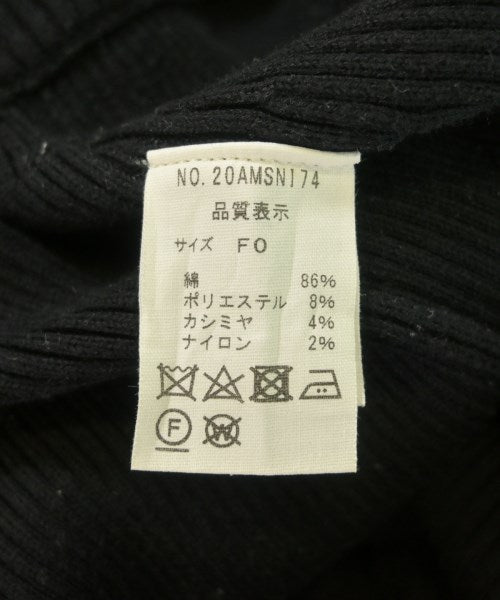 NO. 20AMSN174
品質表示
サイズ FO
綿 86%
ポリエステル 8%
カシミヤ 4%
ナイロン 2%
F W